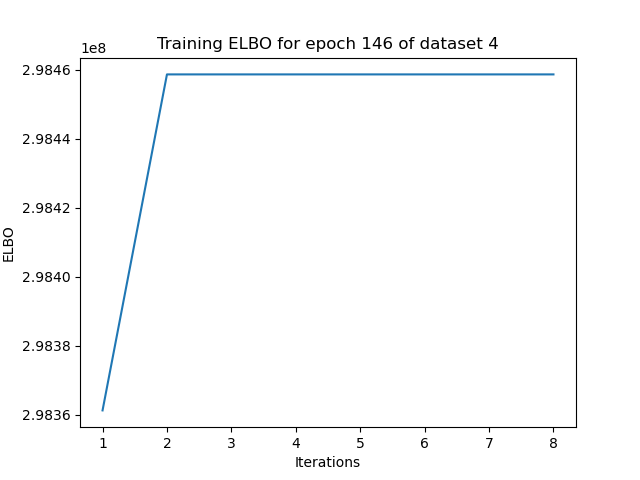 Training ELBO for epoch 146 of dataset 4
1e8
2.9846
2.9844
2.9842
2.9840
2.9838
2.9836
ELBO
1 2 3 4 5 6 7 8
Iterations